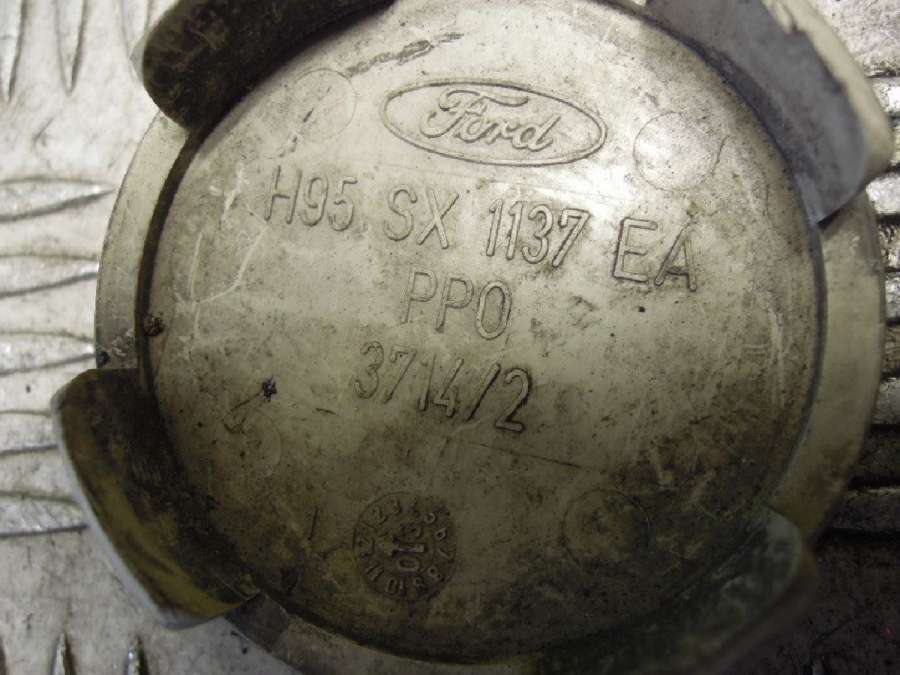 Ford
H95 SX 1137 EA
PPO
3714/2